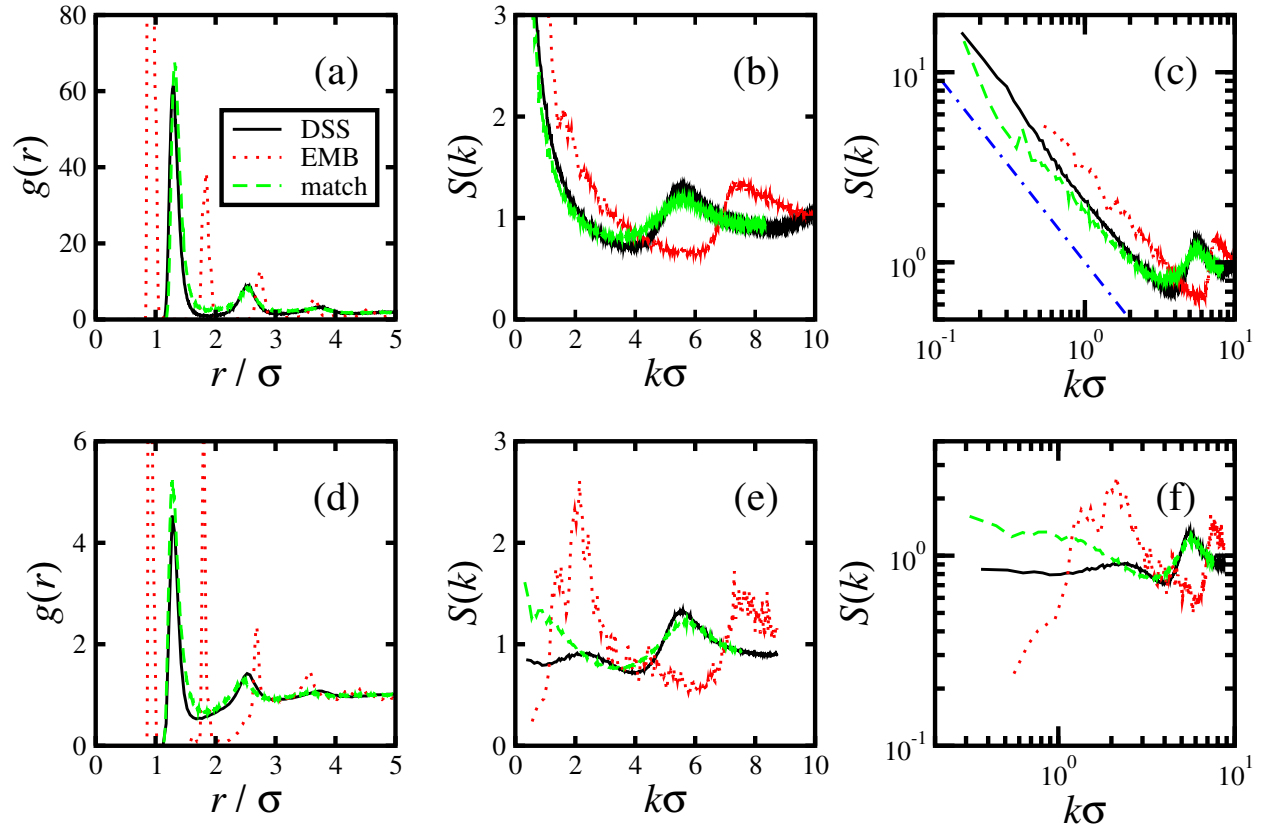 (a)
g(r)
80
60
40
20
0
DSS
EMB
match
0 1 2 3 4 5
r / σ
(b)
S(k)
3
2
1
0
0 2 4 6 8 10
kσ
(c)
S(k)
10^1
10^0
10^-1 10^0 10^1
kσ
(d)
g(r)
6
4
2
0
0 1 2 3 4 5
r / σ
(e)
S(k)
3
2
1
0
0 2 4 6 8 10
kσ
(f)
S(k)
10^0
10^-1
10^0 10^1
kσ